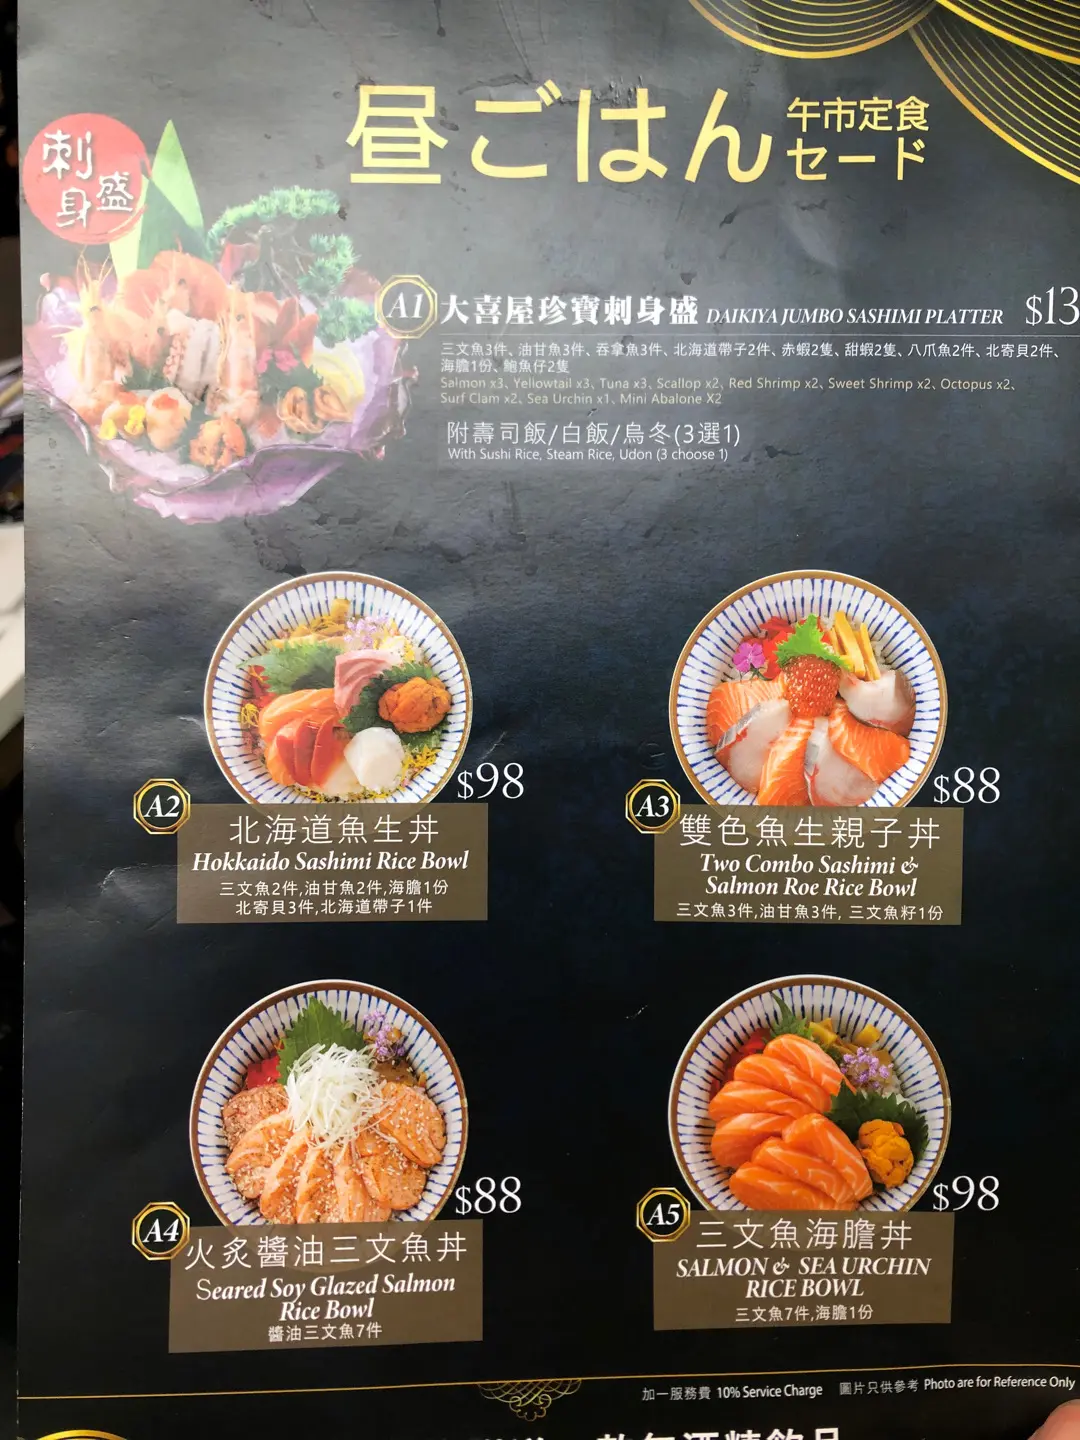 刺身盛
昼ごはん
午市定食
セード
A1 大喜屋珍寶刺身盛 DAIKIYA JUMBO SASHIMI PLATTER $13
三文魚3件、油甘魚3件、吞拿魚3件、北海道帶子2件、赤蝦2隻、甜蝦2隻、八爪魚2件、北寄貝2件、
海膽1份、鮑魚仔2隻
Salmon x3、Yellowtail x3、Tuna x3、Scallop x2、Red Shrimp x2、Sweet Shrimp x2、Octopus x2、
Surf Clam x2、Sea Urchin x1、Mini Abalone X2
附壽司飯/白飯/烏冬(3選1)
With Sushi Rice, Steam Rice, Udon (3 choose 1)
$98
A2
北海道魚生丼
Hokkaido Sashimi Rice Bowl
三文魚2件,油甘魚2件,海膽1份
北寄貝3件,北海道帶子1件
$88
A3
雙色魚生親子丼
Two Combo Sashimi &
Salmon Roe Rice Bowl
三文魚3件,油甘魚3件, 三文魚籽1份
$88
A4
火炙醬油三文魚丼
Seared Soy Glazed Salmon
Rice Bowl
醬油三文魚7件
$98
A5
三文魚海膽丼
SALMON & SEA URCHIN
RICE BOWL
三文魚7件,海膽1份
加一服務費 10% Service Charge 圖片只供參考 Photo are for Reference Only